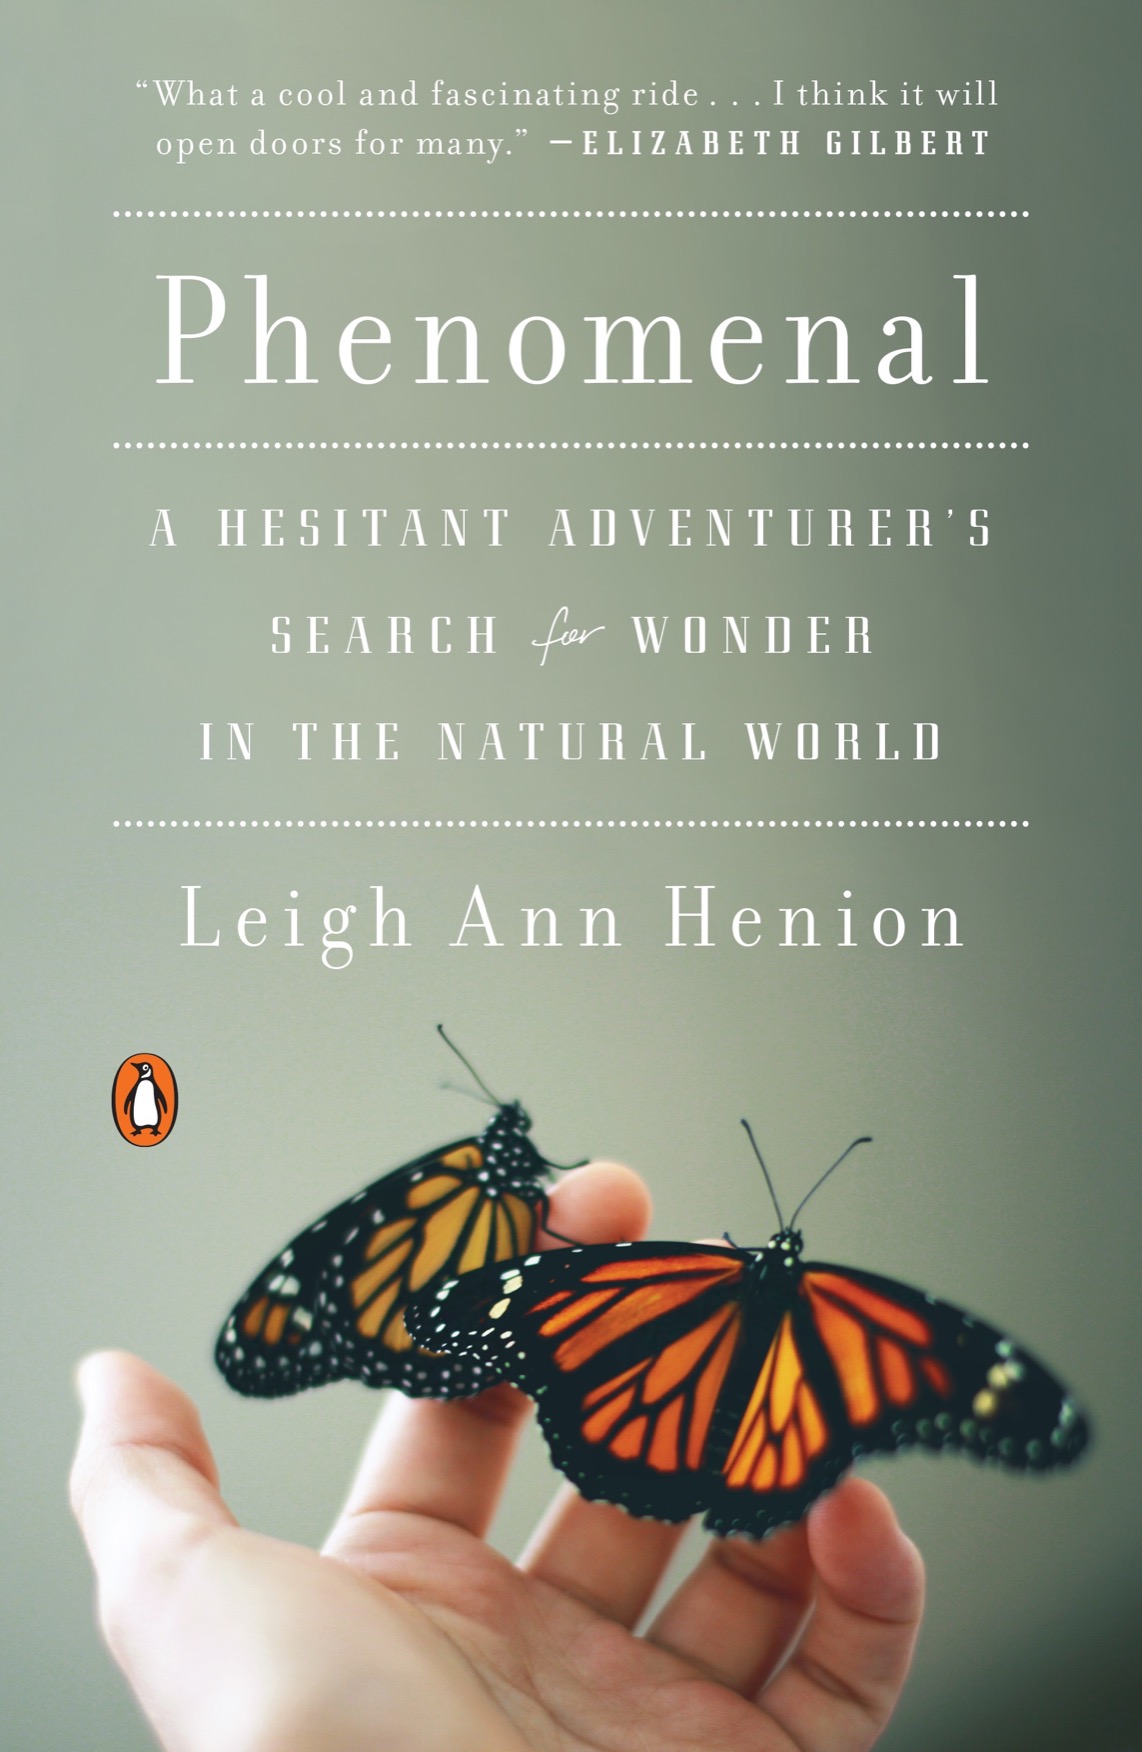 “What a cool and fascinating ride . . . I think it will
open doors for many.” —ELIZABETH GILBERT
Phenomenal
A HESITANT ADVENTURER’S
SEARCH for WONDER
IN THE NATURAL WORLD
Leigh Ann Henion